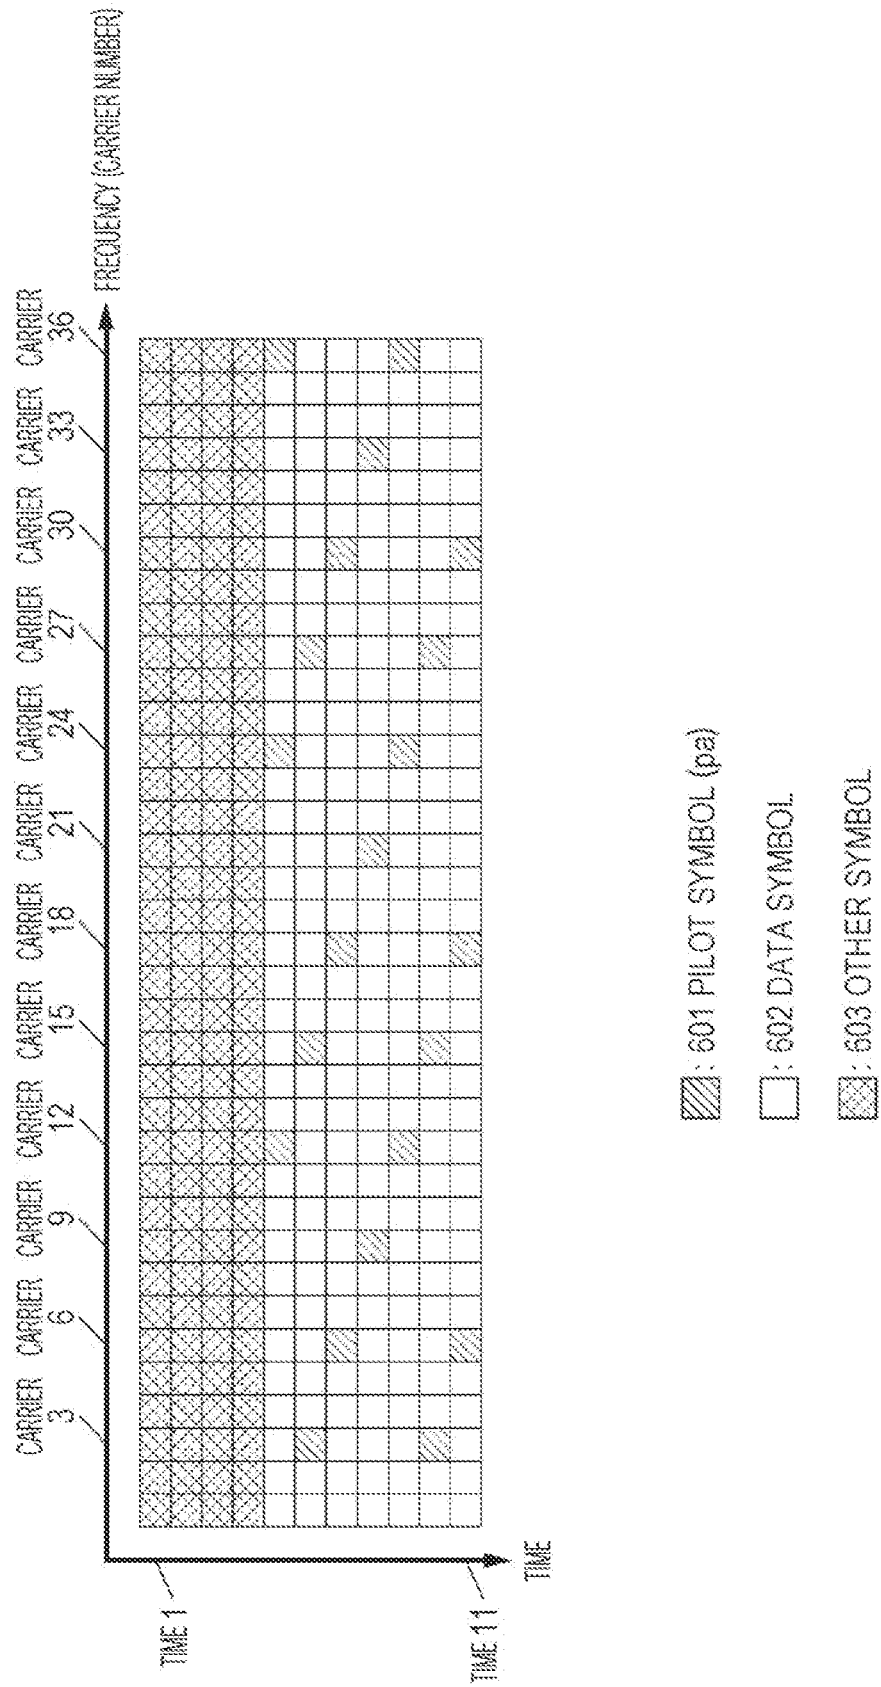 CARRIER 3
CARRIER 6
CARRIER 9
CARRIER 12
CARRIER 15
CARRIER 18
CARRIER 21
CARRIER 24
CARRIER 27
CARRIER 30
CARRIER 33
CARRIER 36
FREQUENCY (CARRIER NUMBER)
TIME 1
TIME 11
TIME
: 601 PILOT SYMBOL (pa)
: 602 DATA SYMBOL
: 603 OTHER SYMBOL